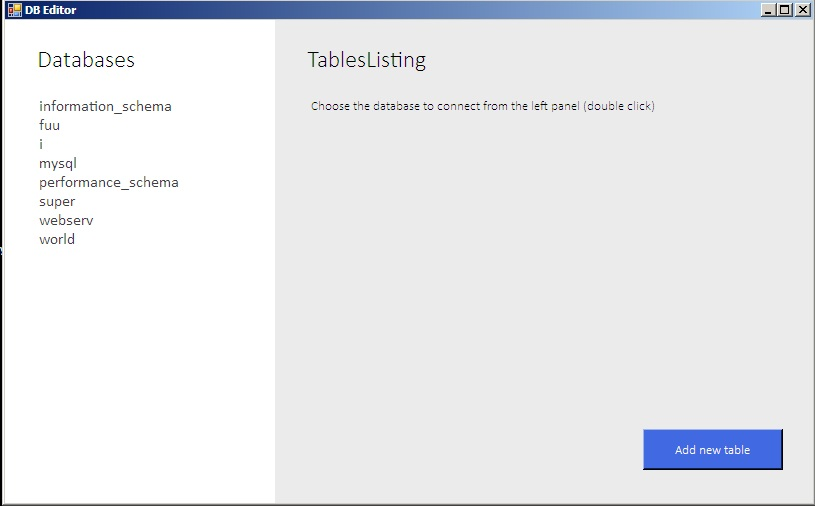 DB Editor
Databases
information_schema
fuu
i
mysql
performance_schema
super
webserv
world
TablesListing
Choose the database to connect from the left panel (double click)
Add new table